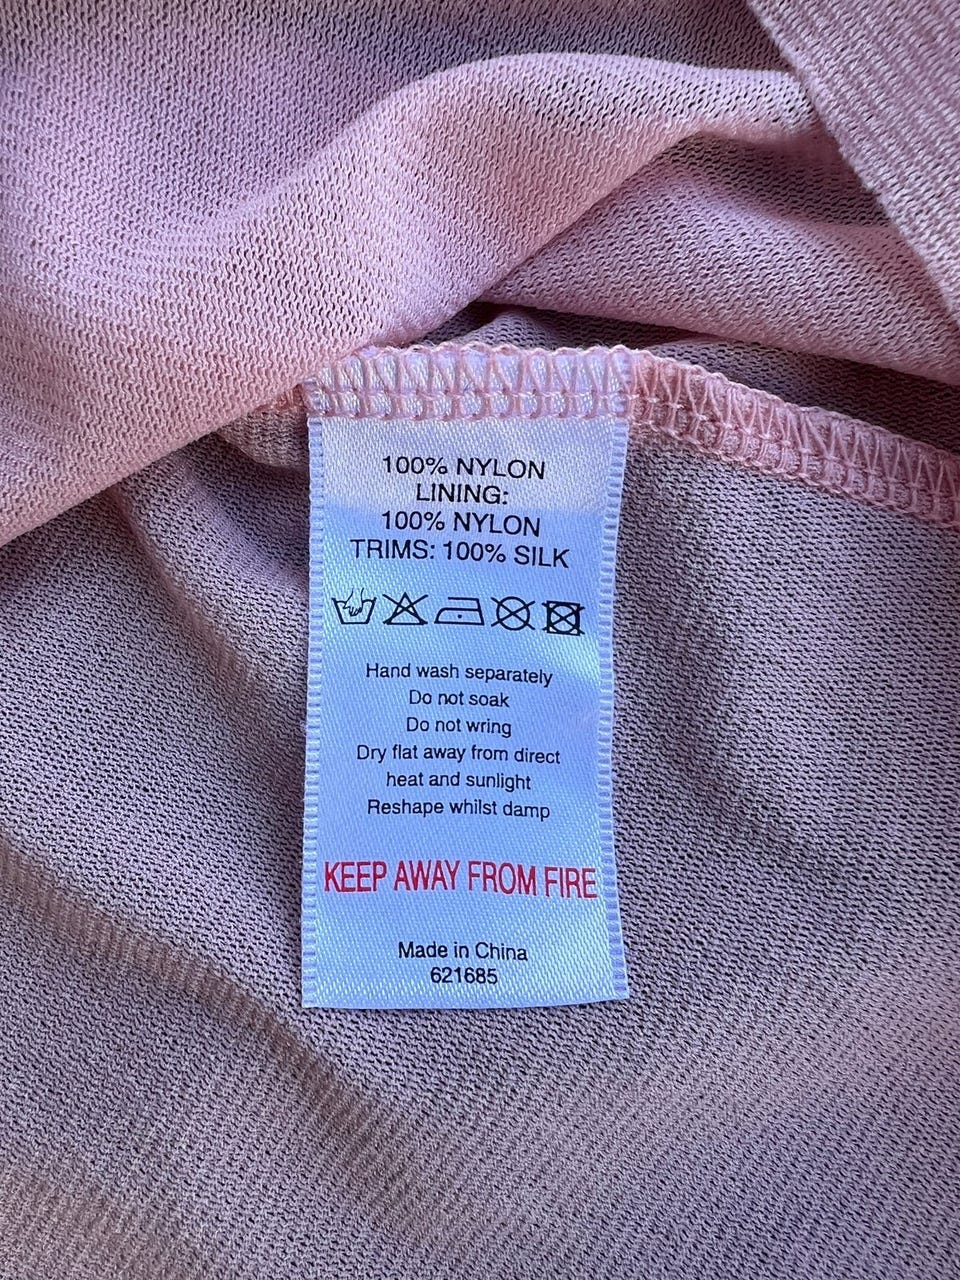 100% NYLON
LINING:
100% NYLON
TRIMS: 100% SILK
Hand wash separately
Do not soak
Do not wring
Dry flat away from direct
heat and sunlight
Reshape whilst damp
KEEP AWAY FROM FIRE
Made in China
621685